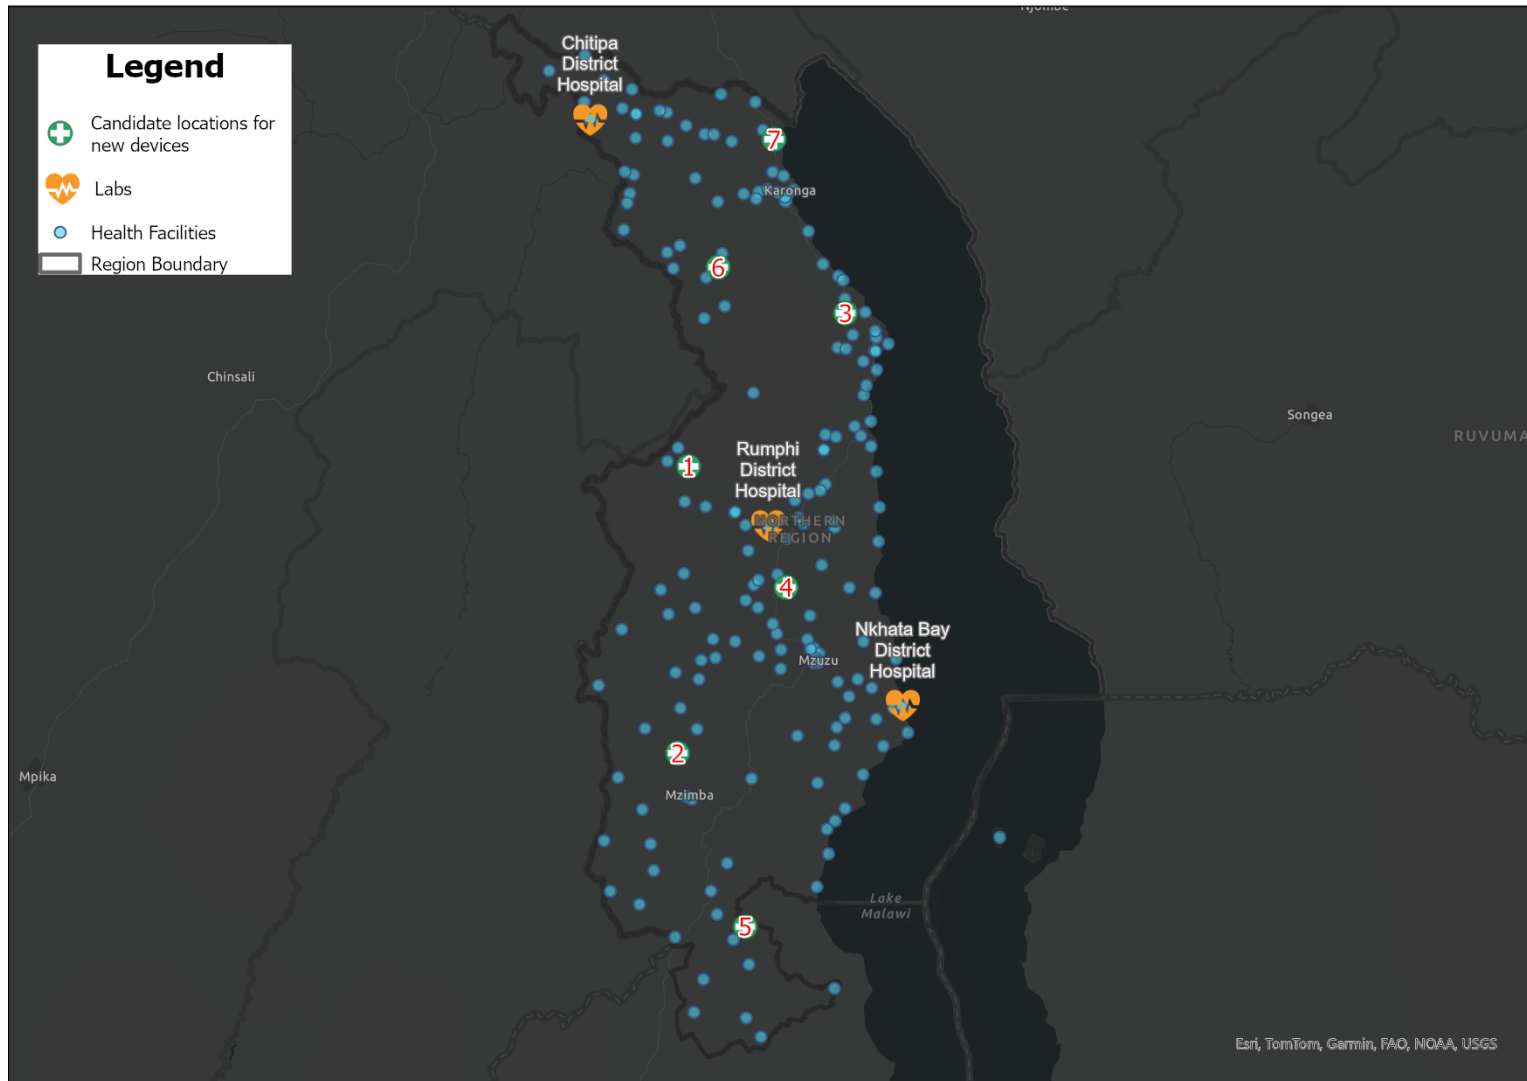 Njombe
Legend
Candidate locations for
new devices
Labs
Health Facilities
Region Boundary
Chitipa
District
Hospital
7
Karonga
6
3
Chinsali
Songea
RUVUMA
Rumphi
District
Hospital
1
NORTHERN
REGION
4
Nkhata Bay
District
Hospital
Mzuzu
2
Mpika
Mzimba
5
Lake
Malawi
Esri, TomTom, Garmin, FAO, NOAA, USGS